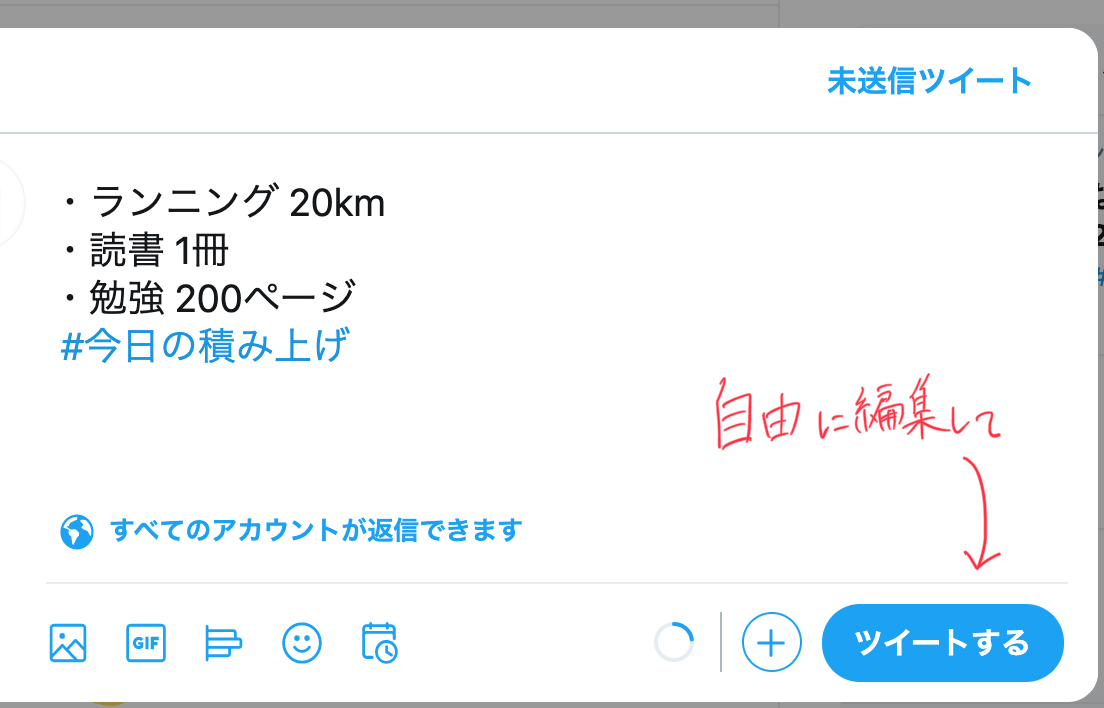 未送信ツイート
・ランニング 20km
・読書 1冊
・勉強 200ページ
#今日の積み上げ
自由に編集して
すべてのアカウントが返信できます
GIF
ツイートする